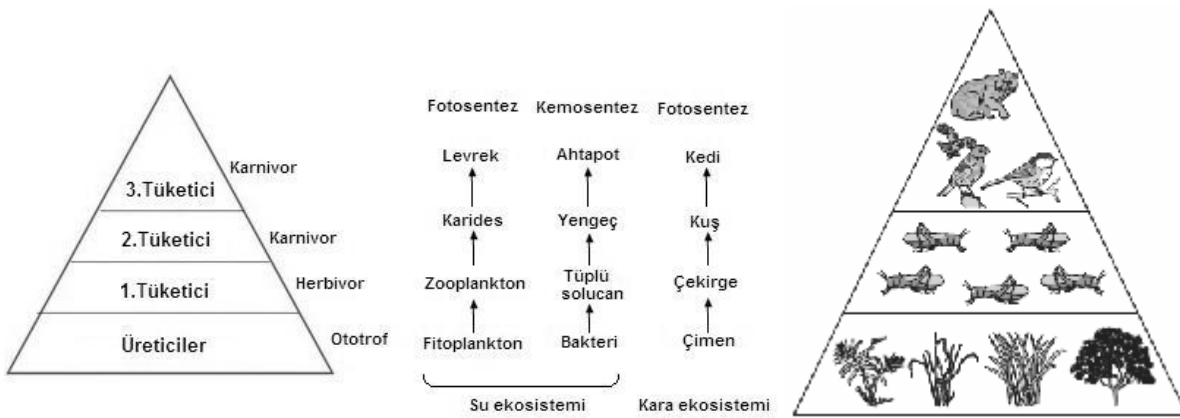 3.Tüketici
2.Tüketici
1.Tüketici
Üreticiler
Karnivor
Karnivor
Herbivor
Ototrof
Fotosentez Kemosentez Fotosentez
Levrek Ahtapot Kedi
Karides Yengeç Kuş
Zooplankton Tüplü solucan Çekirge
Fitoplankton Bakteri Çimen
Su ekosistemi Kara ekosistemi